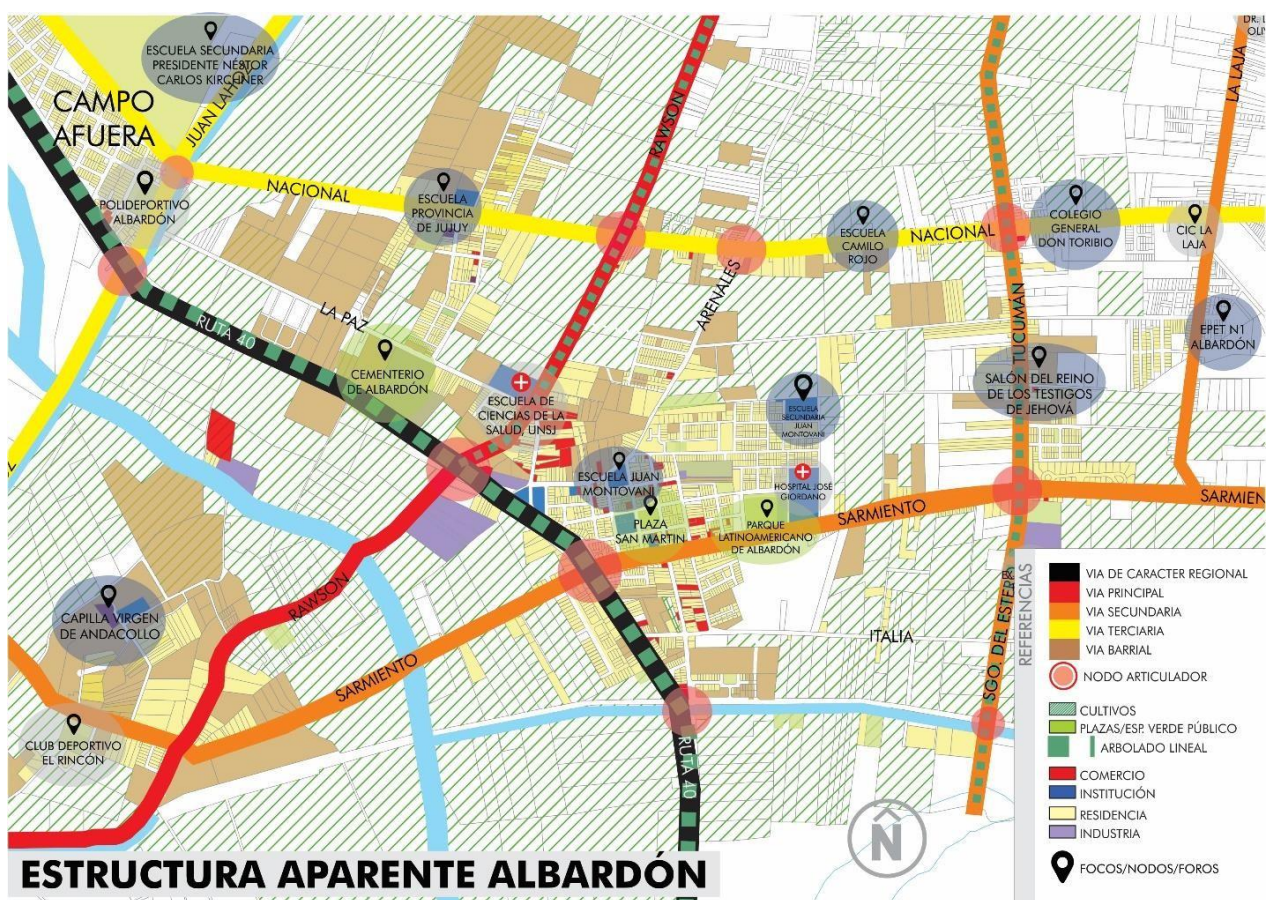 ESCUELA SECUNDARIA
PRESIDENTE NÉSTOR
CARLOS KIRCHNER
JUAN LAHOZ
CAMPO
AFUERA
POLIDEPORTIVO
ALBARDÓN
NACIONAL
ESCUELA
PROVINCIA
DE JUJUY
RAWSON
ARENALES
ESCUELA
CAMILO
ROJO
NACIONAL
COLEGIO
GENERAL
DON TORIBIO
CIC LA
LAJA
LA LAJA
TUCUMAN
EPET N1
ALBARDÓN
RUTA 40
LA PAZ
CEMENTERIO
DE ALBARDÓN
ESCUELA DE
CIENCIAS DE LA
SALUD, UNSJ
SALÓN DEL REINO
DE LOS TESTIGOS
DE JEHOVÁ
ESCUELA
SECUNDARIA
JUAN
MONTOVANI
ESCUELA JUAN
MONTOVANI
HOSPITAL JOSÉ
GIORDANO
PLAZA
SAN MARTIN
PARQUE
LATINOAMERICANO
DE ALBARDÓN
SARMIENTO
SARMIEN
RAWSON
CAPILLA VIRGEN
DE ANDACOLLO
SARMIENTO
ITALIA
SGO. DEL ESTERO
CLUB DEPORTIVO
EL RINCÓN
RUTA 40
N
REFERENCIAS
VIA DE CARACTER REGIONAL
VIA PRINCIPAL
VIA SECUNDARIA
VIA TERCIARIA
VIA BARRIAL
NODO ARTICULADOR
CULTIVOS
PLAZAS/ESP. VERDE PÚBLICO
ARBOLADO LINEAL
COMERCIO
INSTITUCIÓN
RESIDENCIA
INDUSTRIA
FOCOS/NODOS/FOROS
ESTRUCTURA APARENTE ALBARDÓN